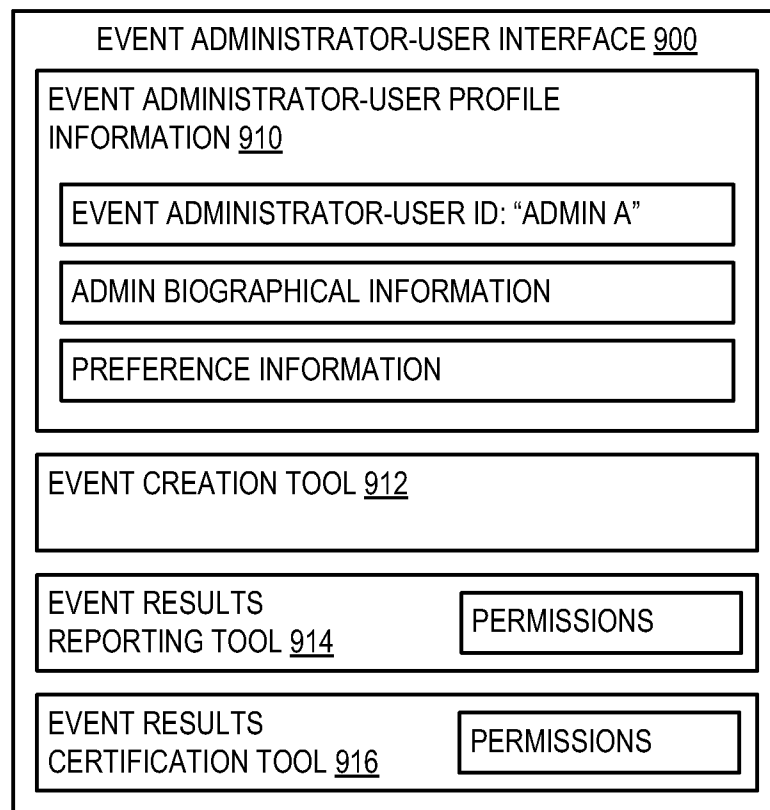 EVENT ADMINISTRATOR-USER INTERFACE 900
EVENT ADMINISTRATOR-USER PROFILE
INFORMATION 910
EVENT ADMINISTRATOR-USER ID: “ADMIN A”
ADMIN BIOGRAPHICAL INFORMATION
PREFERENCE INFORMATION
EVENT CREATION TOOL 912
EVENT RESULTS
REPORTING TOOL 914
PERMISSIONS
EVENT RESULTS
CERTIFICATION TOOL 916
PERMISSIONS